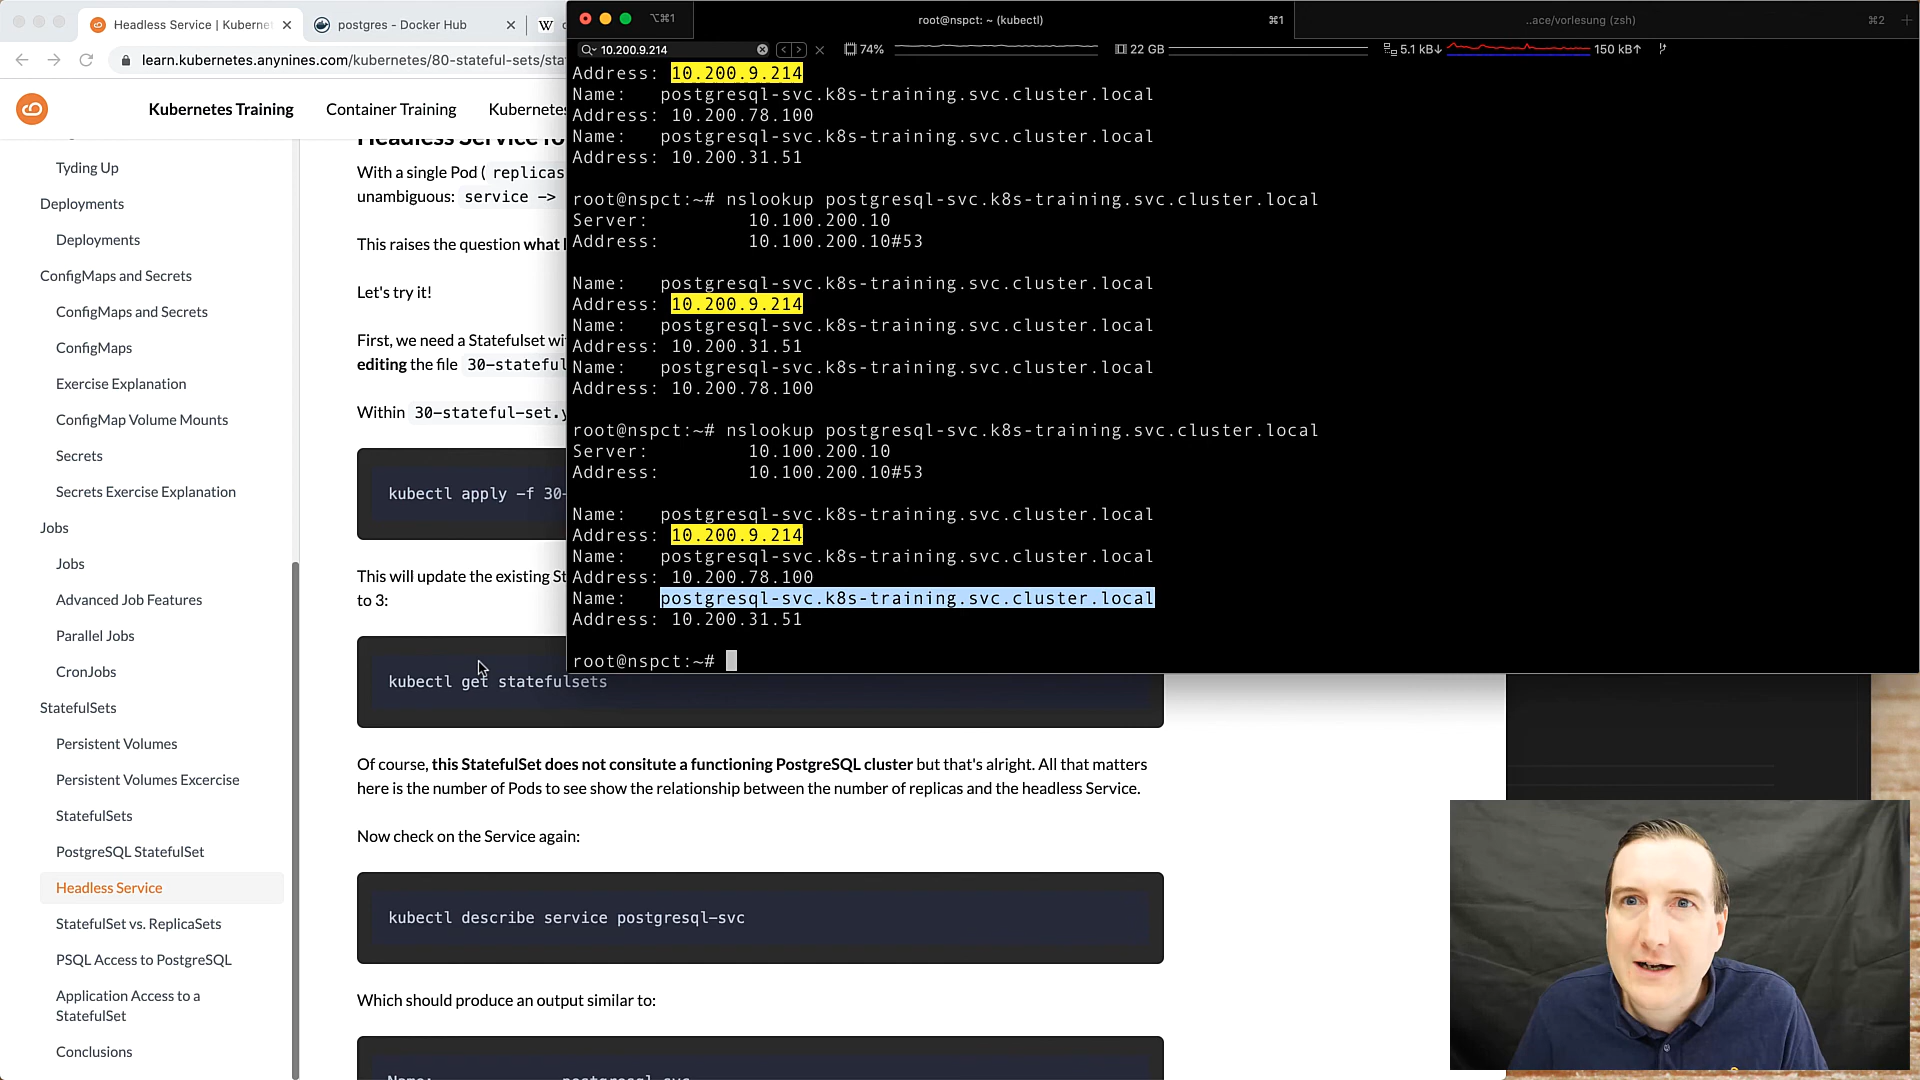 Headless Service | Kubernet
postgres - Docker Hub
W
learn.kubernetes.anynines.com/kubernetes/80-stateful-sets/sta
Kubernetes Training
Container Training
Kubernete
Tyding Up
Deployments
Deployments
ConfigMaps and Secrets
ConfigMaps and Secrets
ConfigMaps
Exercise Explanation
ConfigMap Volume Mounts
Secrets
Secrets Exercise Explanation
Jobs
Jobs
Advanced Job Features
Parallel Jobs
CronJobs
StatefulSets
Persistent Volumes
Persistent Volumes Excercise
StatefulSets
PostgreSQL StatefulSet
Headless Service
StatefulSet vs. ReplicaSets
PSQL Access to PostgreSQL
Application Access to a
StatefulSet
Conclusions
Headless Service fo
With a single Pod ( replicas
unambiguous: service ->
This raises the question what
Let's try it!
First, we need a Statefulset wi
editing the file 30-stateful
Within 30-stateful-set.y
kubectl apply -f 30-
This will update the existing St
to 3:
kubectl get statefulsets
Of course, this StatefulSet does not consitute a functioning PostgreSQL cluster but that's alright. All that matters
here is the number of Pods to see show the relationship between the number of replicas and the headless Service.
Now check on the Service again:
kubectl describe service postgresql-svc
Which should produce an output similar to:
Name: postgresql-svc
⌥⌘1
root@nspct: ~ (kubectl)
⌘1
..ace/vorlesung (zsh)
⌘2
10.200.9.214
74%
22 GB
5.1 kB↓
150 kB↑
Address: 10.200.9.214
Name: postgresql-svc.k8s-training.svc.cluster.local
Address: 10.200.78.100
Name: postgresql-svc.k8s-training.svc.cluster.local
Address: 10.200.31.51
root@nspct:~# nslookup postgresql-svc.k8s-training.svc.cluster.local
Server: 10.100.200.10
Address: 10.100.200.10#53
Name: postgresql-svc.k8s-training.svc.cluster.local
Address: 10.200.9.214
Name: postgresql-svc.k8s-training.svc.cluster.local
Address: 10.200.31.51
Name: postgresql-svc.k8s-training.svc.cluster.local
Address: 10.200.78.100
root@nspct:~# nslookup postgresql-svc.k8s-training.svc.cluster.local
Server: 10.100.200.10
Address: 10.100.200.10#53
Name: postgresql-svc.k8s-training.svc.cluster.local
Address: 10.200.9.214
Name: postgresql-svc.k8s-training.svc.cluster.local
Address: 10.200.78.100
Name: postgresql-svc.k8s-training.svc.cluster.local
Address: 10.200.31.51
root@nspct:~#